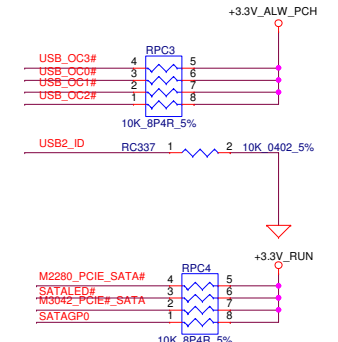 +3.3V_ALW_PCH
RPC3
USB_OC3# 4 5
USB_OC0# 3 6
USB_OC1# 2 7
USB_OC2# 1 8
10K_8P4R_5%
USB2_ID RC337 1 2 10K_0402_5%
+3.3V_RUN
RPC4
M2280_PCIE_SATA# 4 5
SATALED# 3 6
M3042_PCIE#_SATA 2 7
SATAGP0 1 8
10K_8P4R_5%